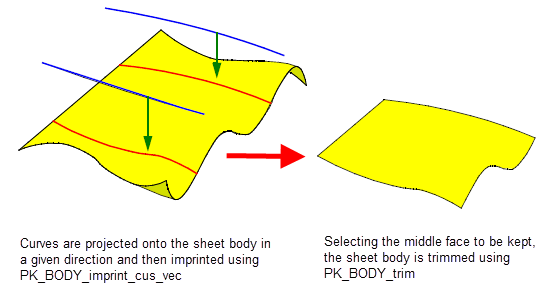 Curves are projected onto the sheet body in
a given direction and then imprinted using
PK_BODY_imprint_cus_vec
Selecting the middle face to be kept,
the sheet body is trimmed using
PK_BODY_trim